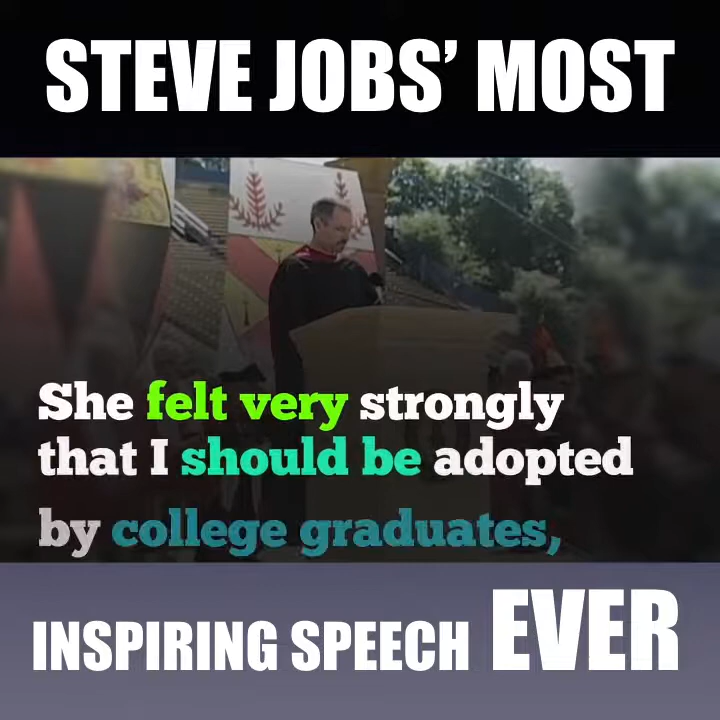 STEVE JOBS’ MOST
She felt very strongly
that I should be adopted
by college graduates,
INSPIRING SPEECH EVER